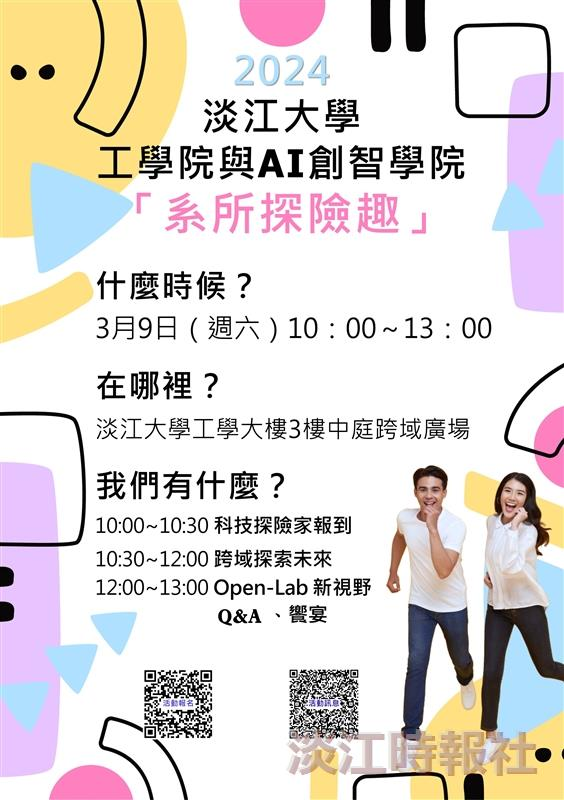 2024
淡江大學
工學院與AI創智學院
「系所探險趣」
什麼時候？
3月9日（週六）10：00～13：00
在哪裡？
淡江大學工學大樓3樓中庭跨域廣場
我們有什麼？
10:00~10:30 科技探險家報到
10:30~12:00 跨域探索未來
12:00~13:00 Open-Lab 新視野
Q&A 、饗宴
活動報名
活動訊息
淡江時報社